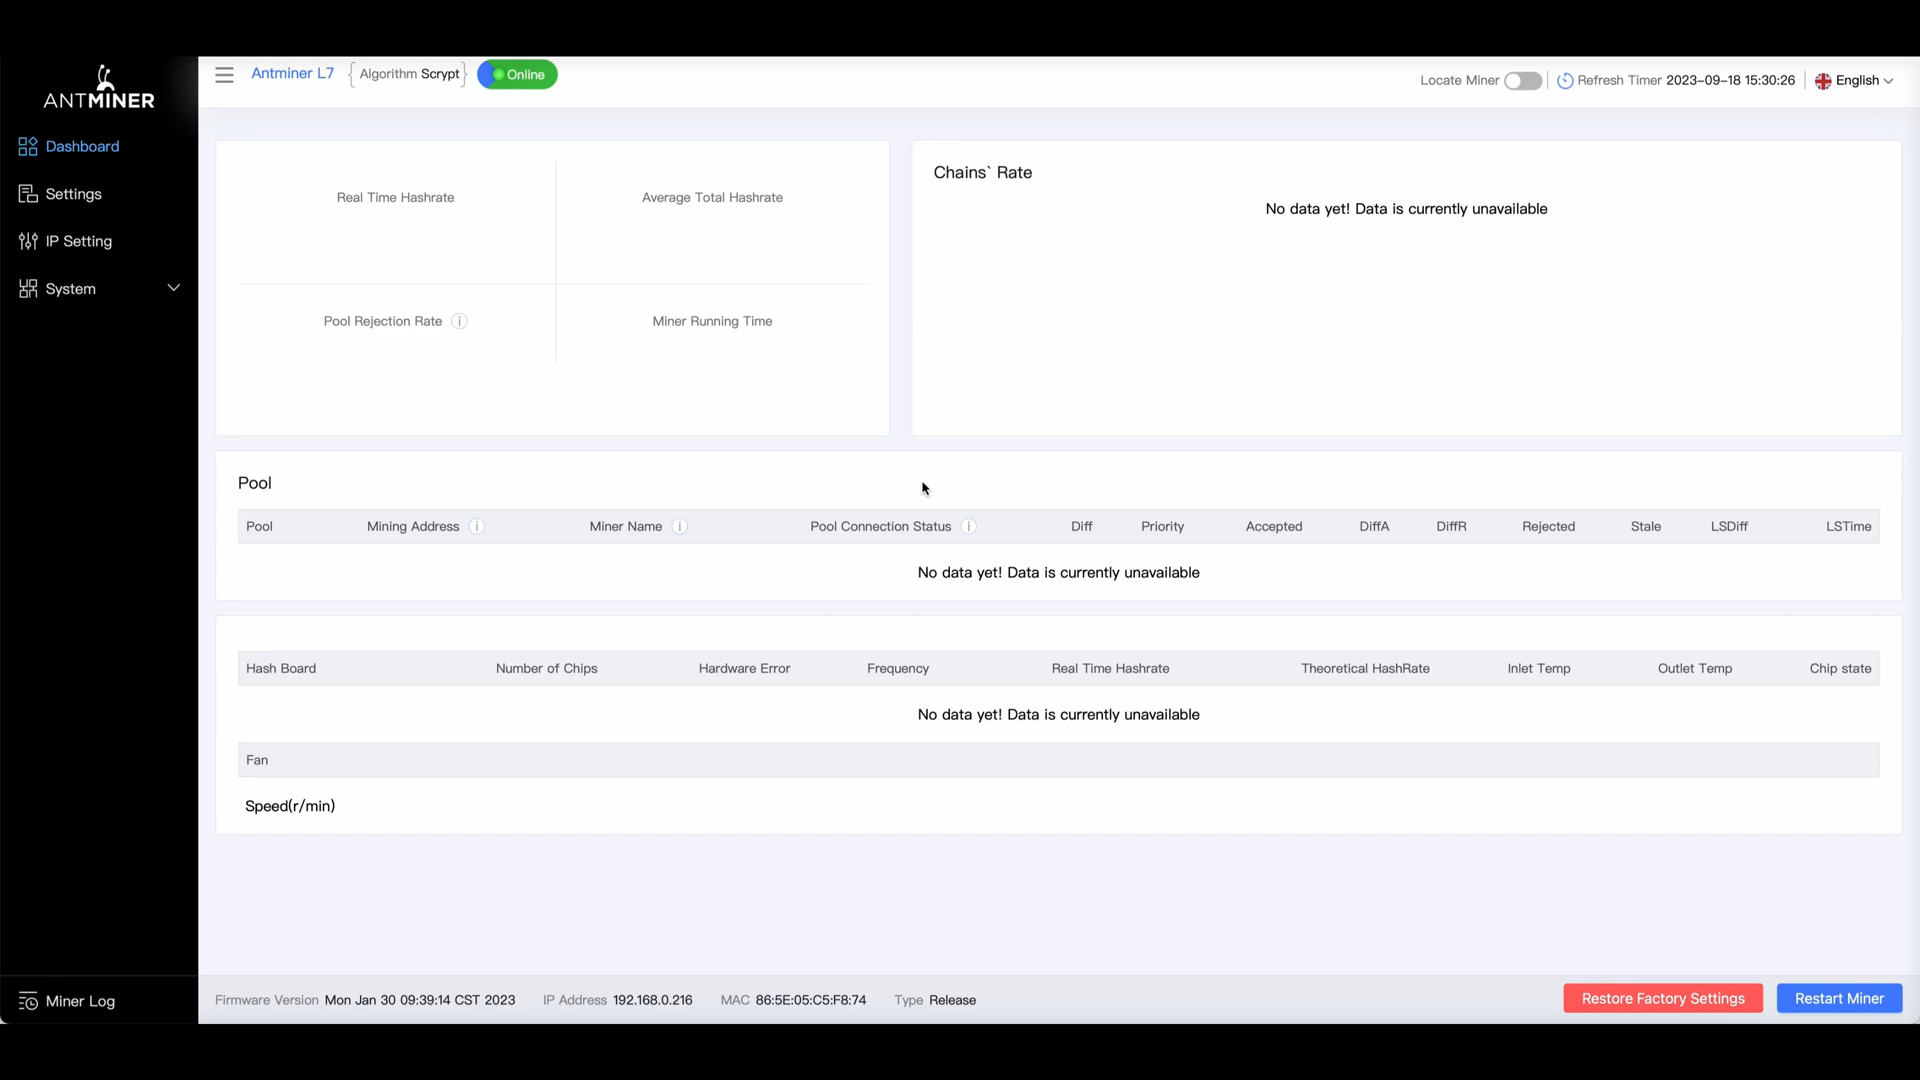 ANTMINER
Dashboard
Settings
IP Setting
System
Miner Log
Antminer L7
Algorithm Scrypt
Online
Locate Miner
Refresh Timer 2023-09-18 15:30:26
English
Real Time Hashrate
Average Total Hashrate
Pool Rejection Rate
Miner Running Time
Chains` Rate
No data yet! Data is currently unavailable
Pool
Pool Mining Address Miner Name Pool Connection Status Diff Priority Accepted DiffA DiffR Rejected Stale LSDiff LSTime
No data yet! Data is currently unavailable
Hash Board Number of Chips Hardware Error Frequency Real Time Hashrate Theoretical HashRate Inlet Temp Outlet Temp Chip state
No data yet! Data is currently unavailable
Fan
Speed(r/min)
Firmware Version Mon Jan 30 09:39:14 CST 2023 IP Address 192.168.0.216 MAC 86:5E:05:C5:F8:74 Type Release
Restore Factory Settings
Restart Miner